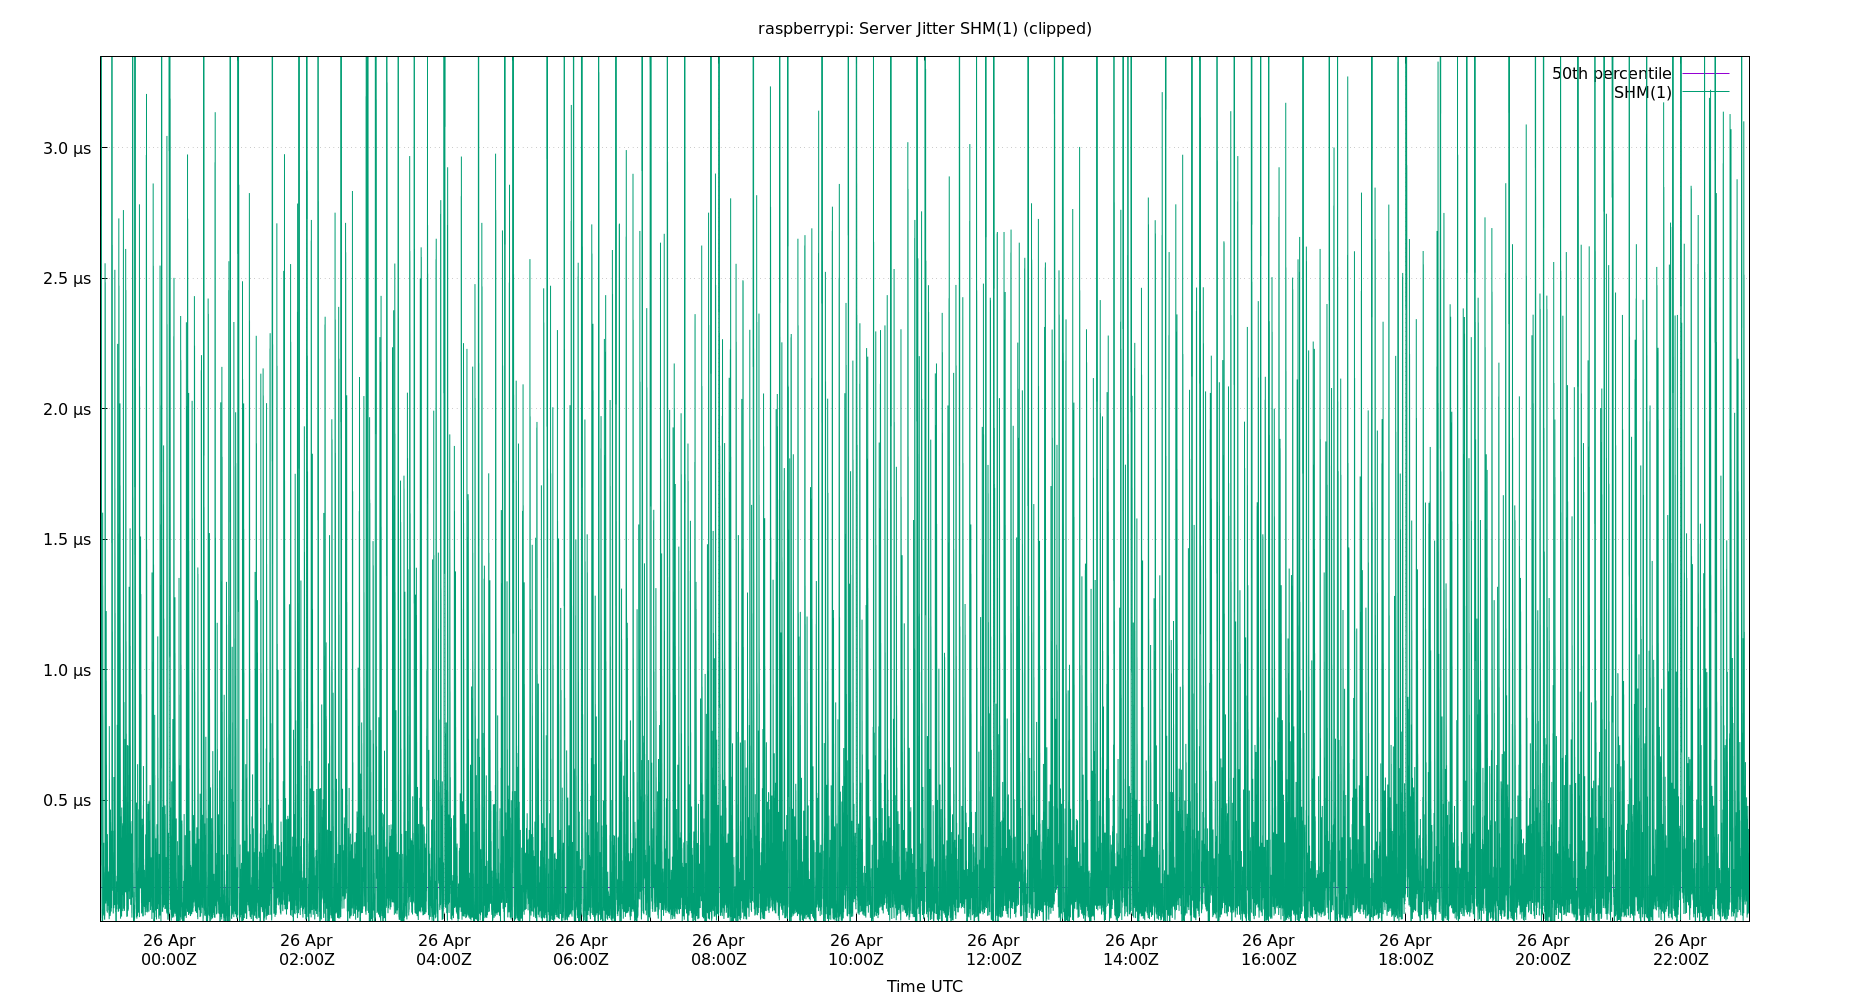 raspberrypi: Server Jitter SHM(1) (clipped)
50th percentile
SHM(1)
3.0 µs
2.5 µs
2.0 µs
1.5 µs
1.0 µs
0.5 µs
26 Apr 26 Apr 26 Apr 26 Apr 26 Apr 26 Apr 26 Apr 26 Apr 26 Apr 26 Apr 26 Apr 26 Apr
00:00Z 02:00Z 04:00Z 06:00Z 08:00Z 10:00Z 12:00Z 14:00Z 16:00Z 18:00Z 20:00Z 22:00Z
Time UTC